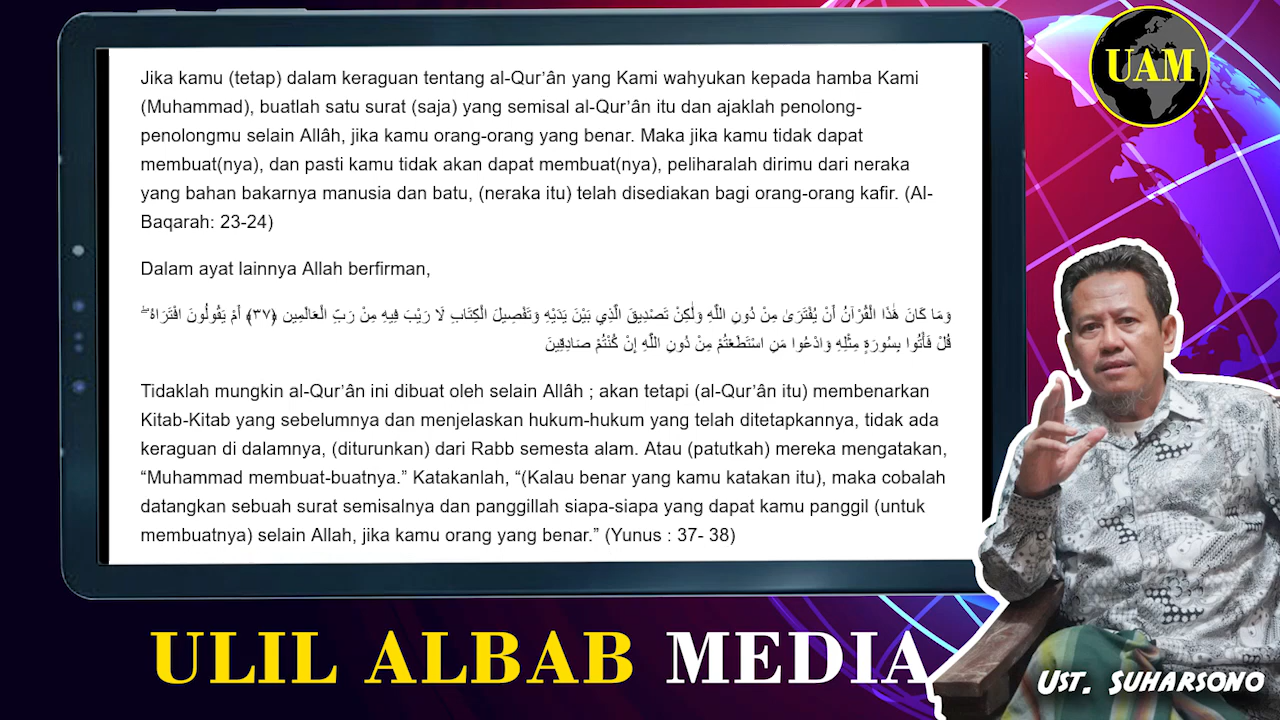 Jika kamu (tetap) dalam keraguan tentang al-Qur’ân yang Kami wahyukan kepada hamba Kami
(Muhammad), buatlah satu surat (saja) yang semisal al-Qur’ân itu dan ajaklah penolong-
penolongmu selain Allâh, jika kamu orang-orang yang benar. Maka jika kamu tidak dapat
membuat(nya), dan pasti kamu tidak akan dapat membuat(nya), peliharalah dirimu dari neraka
yang bahan bakarnya manusia dan batu, (neraka itu) telah disediakan bagi orang-orang kafir. (Al-
Baqarah: 23-24)
Dalam ayat lainnya Allah berfirman,
وَمَا كَانَ هَٰذَا الْقُرْآنُ أَنْ يُفْتَرَىٰ مِنْ دُونِ اللَّهِ وَلَٰكِنْ تَصْدِيقَ الَّذِي بَيْنَ يَدَيْهِ وَتَفْصِيلَ الْكِتَابِ لَا رَيْبَ فِيهِ مِنْ رَبِّ الْعَالَمِينَ ﴿٣٧﴾ أَمْ يَقُولُونَ افْتَرَاهُ ۖ
قُلْ فَأْتُوا بِسُورَةٍ مِثْلِهِ وَادْعُوا مَنِ اسْتَطَعْتُمْ مِنْ دُونِ اللَّهِ إِنْ كُنْتُمْ صَادِقِينَ
Tidaklah mungkin al-Qur’ân ini dibuat oleh selain Allâh ; akan tetapi (al-Qur’ân itu) membenarkan
Kitab-Kitab yang sebelumnya dan menjelaskan hukum-hukum yang telah ditetapkannya, tidak ada
keraguan di dalamnya, (diturunkan) dari Rabb semesta alam. Atau (patutkah) mereka mengatakan,
“Muhammad membuat-buatnya.” Katakanlah, “(Kalau benar yang kamu katakan itu), maka cobalah
datangkan sebuah surat semisalnya dan panggillah siapa-siapa yang dapat kamu panggil (untuk
membuatnya) selain Allah, jika kamu orang yang benar.” (Yunus : 37- 38)
UAM
ULIL ALBAB MEDIA
UST. SUHARSONO